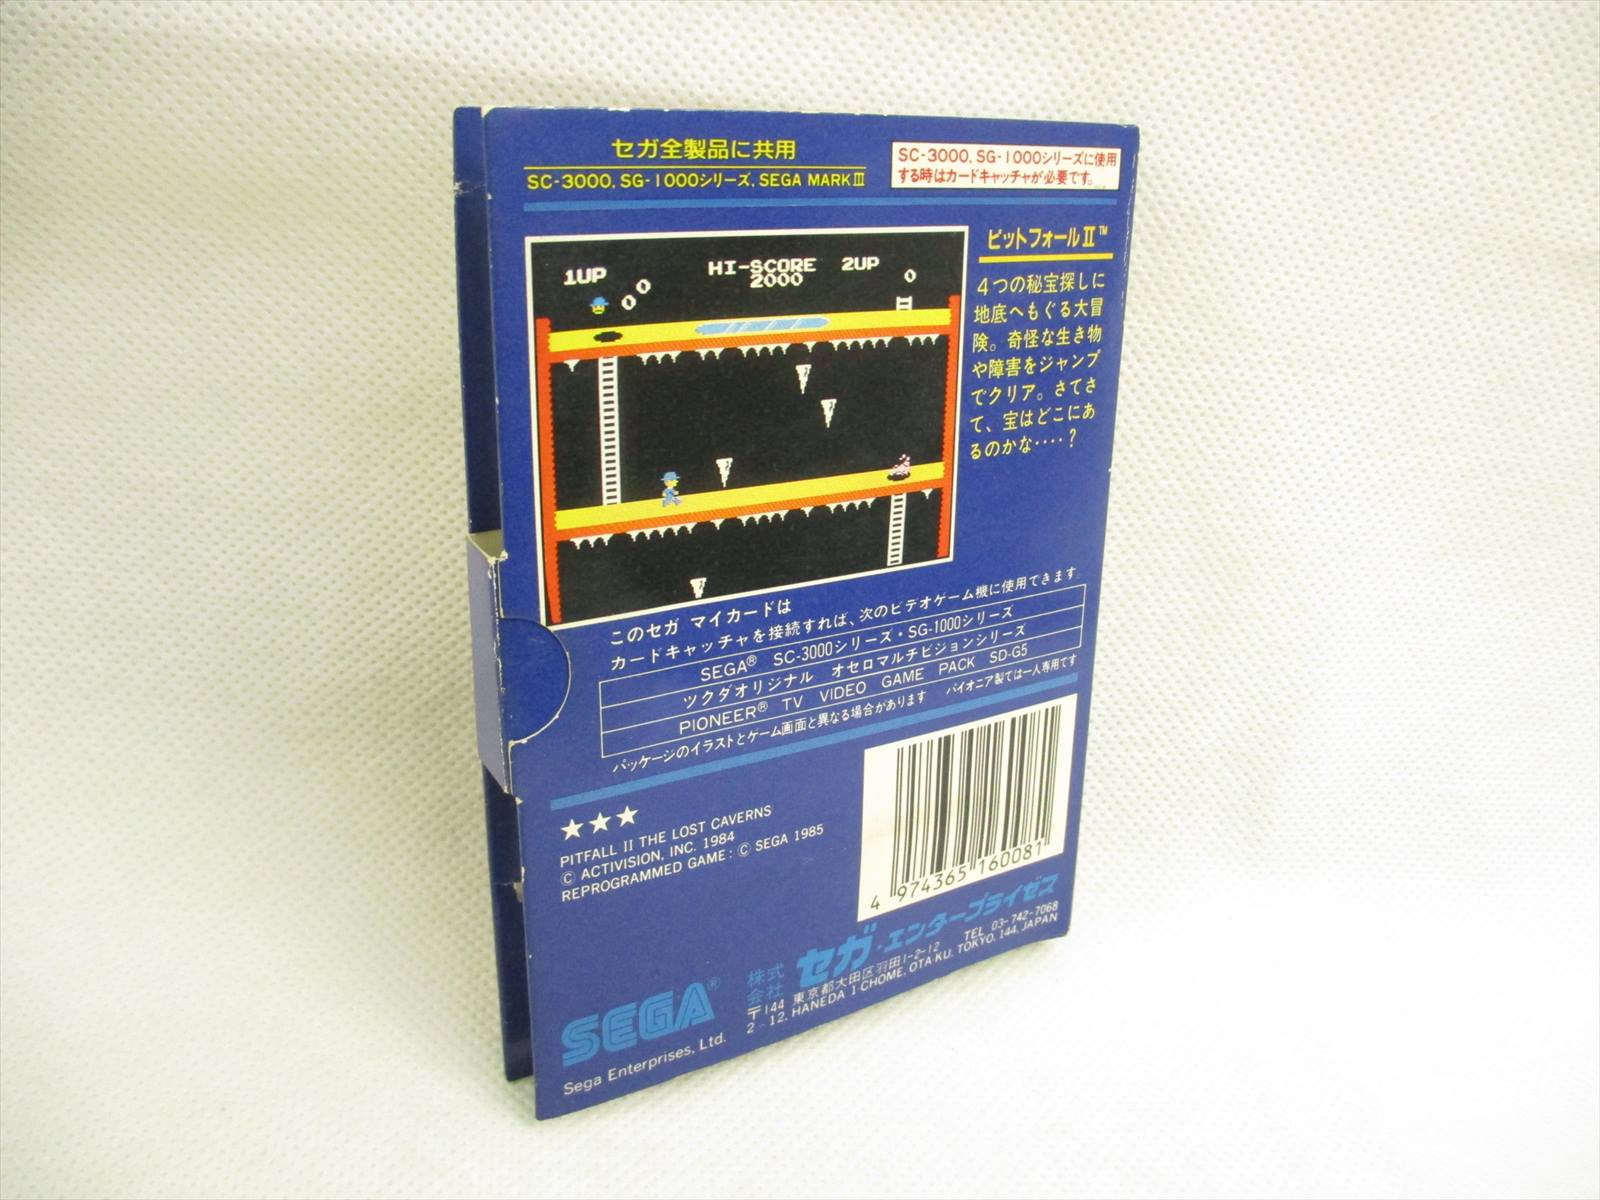 セガ全製品に共用
SC-3000, SG-1000シリーズ, SEGA MARKⅢ
SC-3000, SG-1000シリーズに使用
する時はカードキャッチャが必要です。
1UP
HI-SCORE
2UP
00
2000
0
ピットフォールⅡ™
4つの秘宝探しに
地底へもぐる大冒
険。奇怪な生き物
や障害をジャンプ
でクリア。さてさ
て、宝はどこにあ
るのかな‥‥?
このセガ マイカードは
カードキャッチャを接続すれば、次のビデオゲーム機に使用できます。
SEGA® SC-3000シリーズ・SG-1000シリーズ
ツクダオリジナル オセロマルチビジョンシリーズ
PIONEER® TV VIDEO GAME PACK SD-G5
パッケージのイラストとゲーム画面と異なる場合があります パイオニア製では一人専用です
★★★
PITFALL II THE LOST CAVERNS
© ACTIVISION, INC. 1984
REPROGRAMMED GAME: © SEGA 1985
4 974365 160081
SEGA®
Sega Enterprises, Ltd.
株式会社 セガ・エンタープライゼス
〒144 東京都大田区羽田1-2-12 TEL 03-742-7068
2-12, HANEDA 1-CHOME, OTA-KU, TOKYO, 144, JAPAN